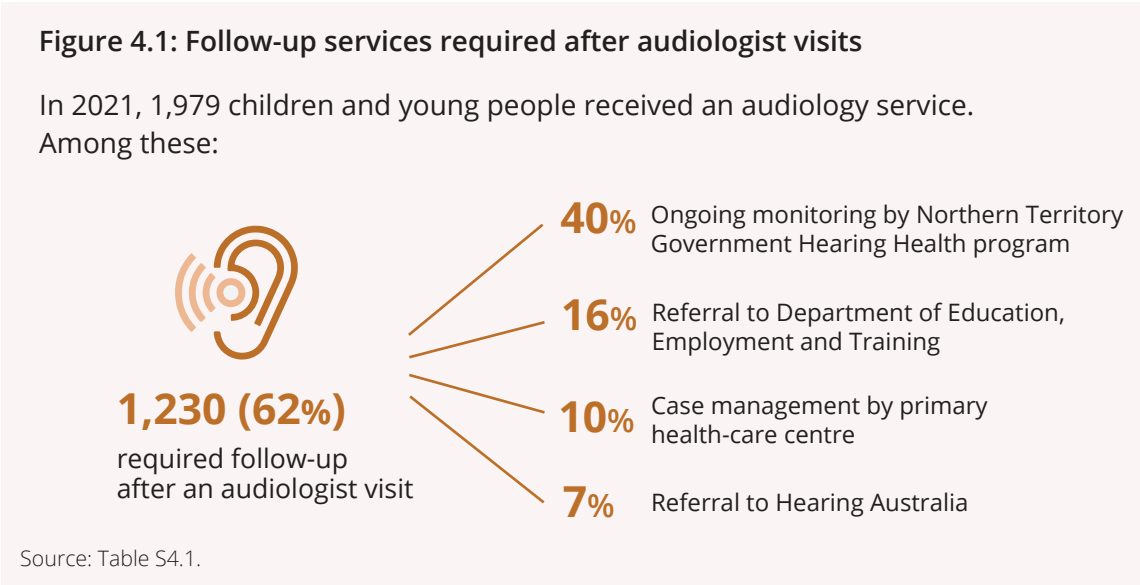 Figure 4.1: Follow-up services required after audiologist visits
In 2021, 1,979 children and young people received an audiology service.
Among these:
1,230 (62%)
required follow-up
after an audiologist visit
40% Ongoing monitoring by Northern Territory
Government Hearing Health program
16% Referral to Department of Education,
Employment and Training
10% Case management by primary
health-care centre
7% Referral to Hearing Australia
Source: Table S4.1.